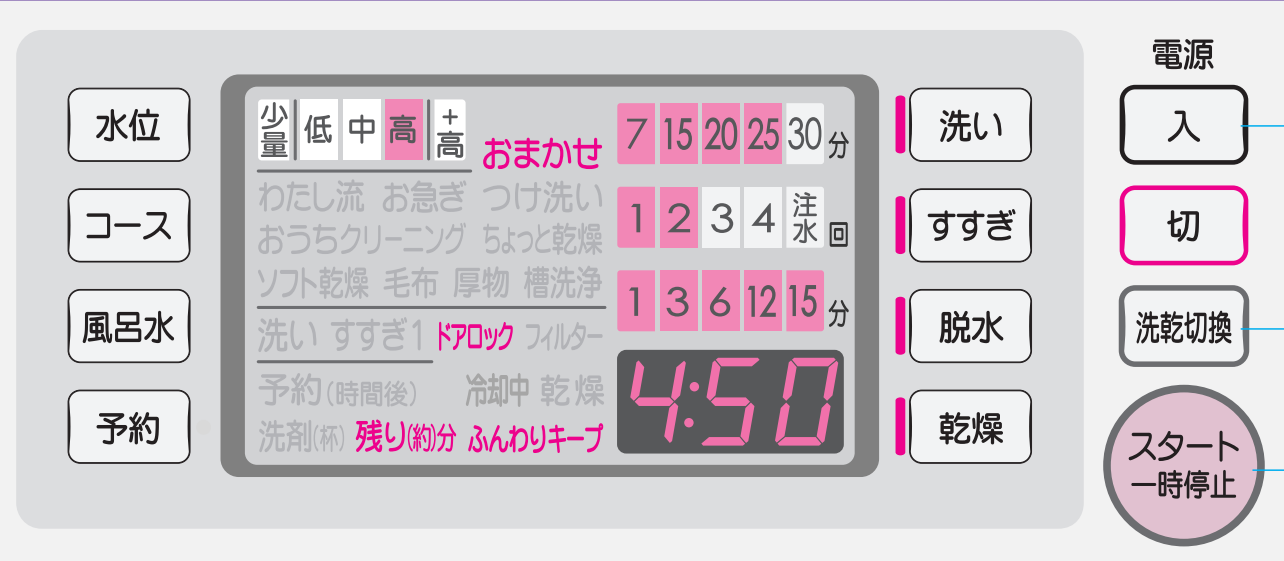 水位
コース
風呂水
予約
少量 低 中 高 +高
おまかせ
わたし流 お急ぎ つけ洗い
おうちクリーニング ちょっと乾燥
ソフト乾燥 毛布 厚物 槽洗浄
洗い すすぎ1 ドアロック フィルター
予約(時間後) 冷却中 乾燥
洗剤(杯) 残り(約)分 ふんわりキープ
7 15 20 25 30 分
1 2 3 4 注水 回
1 3 6 12 15 分
4:50
洗い
すすぎ
脱水
乾燥
電源
入
切
洗乾切換
スタート
一時停止